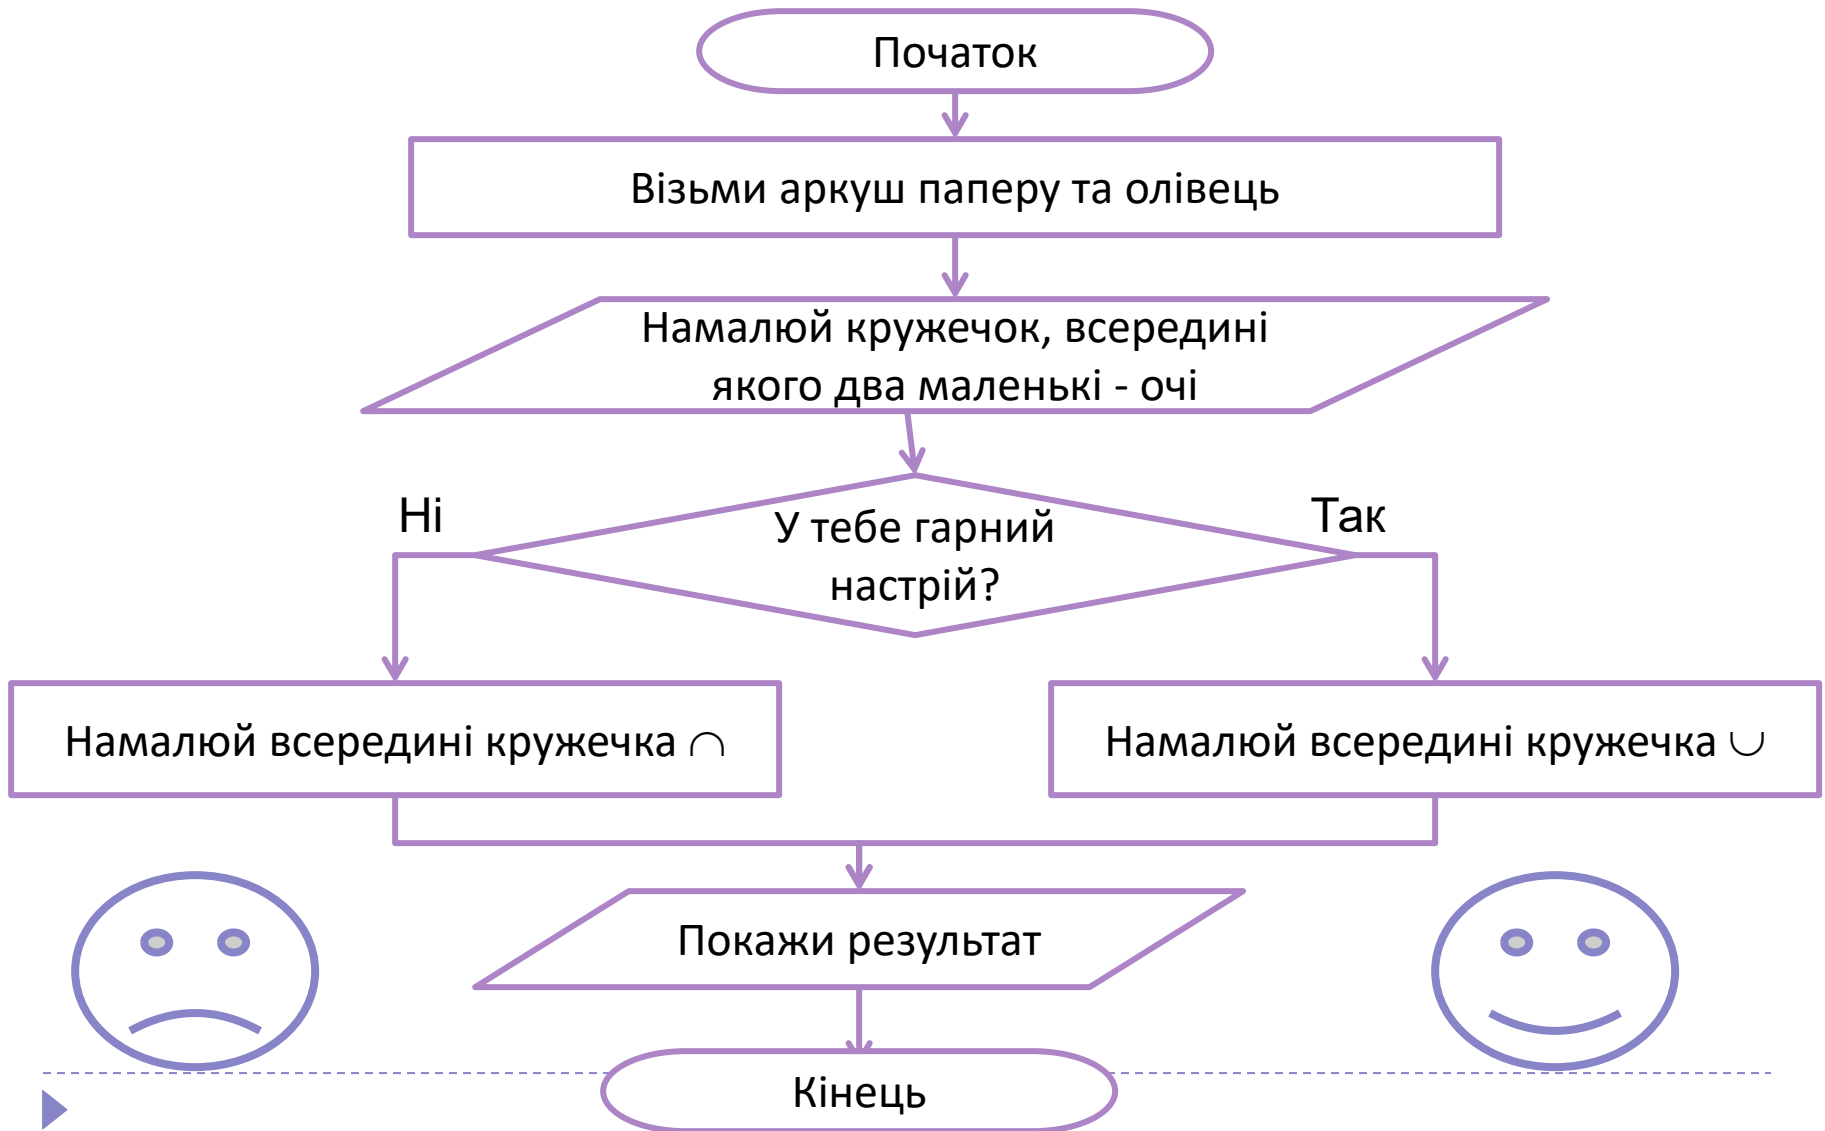 Початок
Візьми аркуш паперу та олівець
Намалюй кружечок, всередині
якого два маленькі - очі
Ні
У тебе гарний
настрій?
Так
Намалюй всередині кружечка ∩
Намалюй всередині кружечка ∪
Покажи результат
Кінець